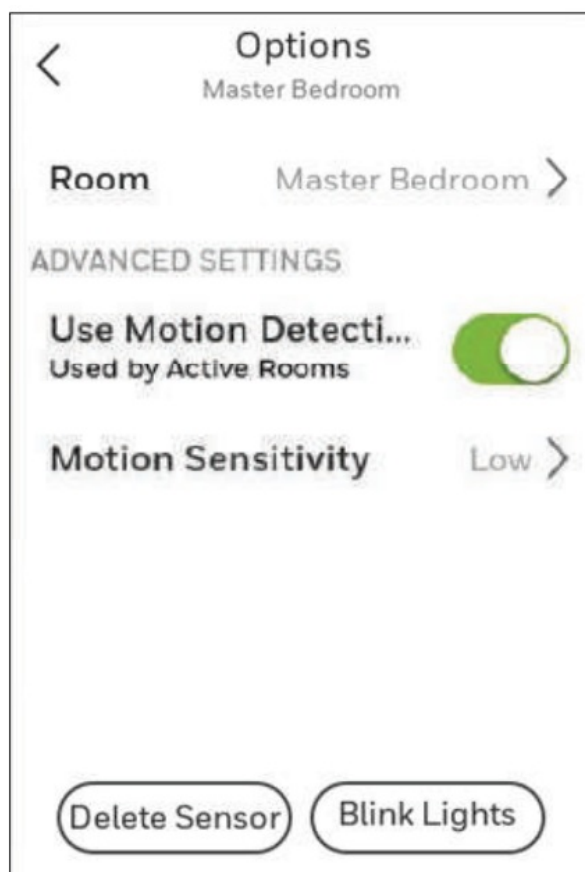 Options
Master Bedroom
Room Master Bedroom
ADVANCED SETTINGS
Use Motion Detecti...
Used by Active Rooms
Motion Sensitivity Low
Delete Sensor Blink Lights